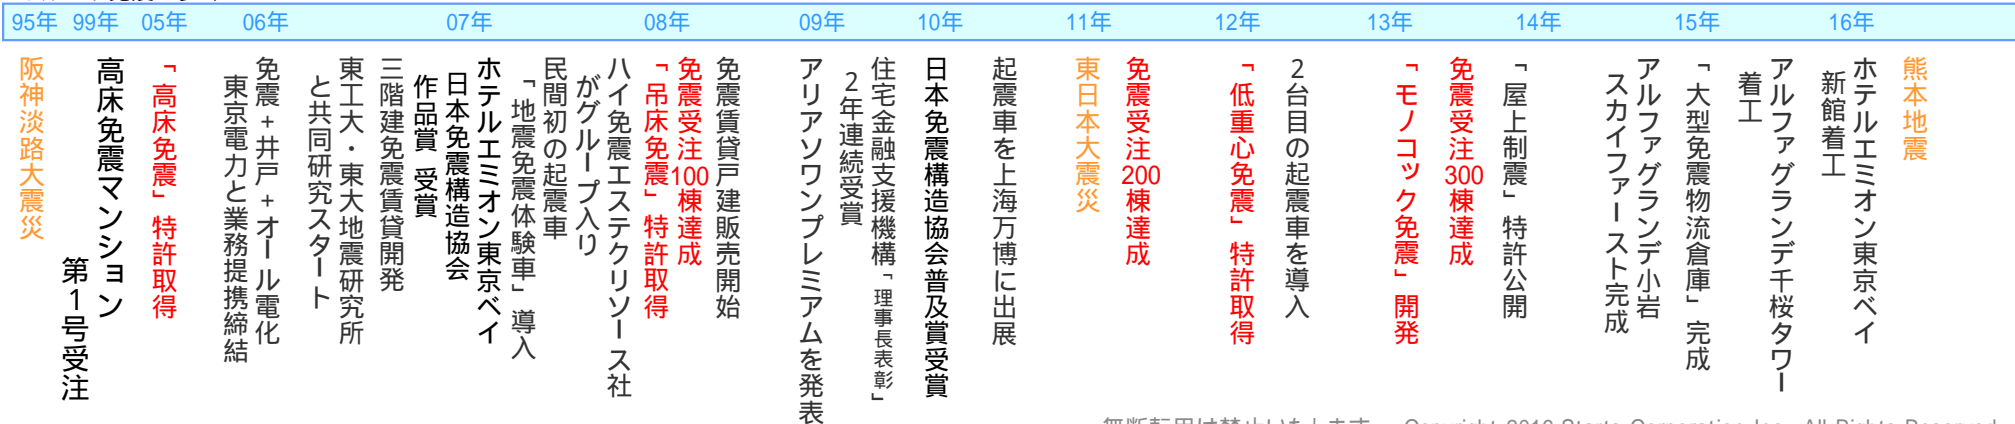 95年 99年 05年 06年 07年 08年 09年 10年 11年 12年 13年 14年 15年 16年
阪神淡路大震災
高床免震マンション
第1号受注
「高床免震」特許取得
免震+井戸+オール電化
東京電力と業務提携締結
東工大・東大地震研究所
と共同研究スタート
三階建免震賃貸開発
ホテルエミオン東京ベイ
日本免震構造協会
作品賞 受賞
民間初の起震車
「地震免震体験車」導入
ハイ免震エステクリソース社
がグループ入り
「吊床免震」特許取得
免震受注100棟達成
免震賃貸戸建販売開始
アリアソワンプレミアムを発表
住宅金融支援機構「理事長表彰」
2年連続受賞
日本免震構造協会普及賞受賞
起震車を上海万博に出展
東日本大震災
免震受注200棟達成
「低重心免震」特許取得
2台目の起震車を導入
「モノコック免震」開発
免震受注300棟達成
「屋上制震」特許公開
アルファグランデ小岩
スカイファースト完成
「大型免震物流倉庫」完成
アルファグランデ千桜タワー
着工
ホテルエミオン東京ベイ
新館着工
熊本地震
無断転用は禁止いたします Copyright 2016 Starts Corporation Inc. All Rights Reserved